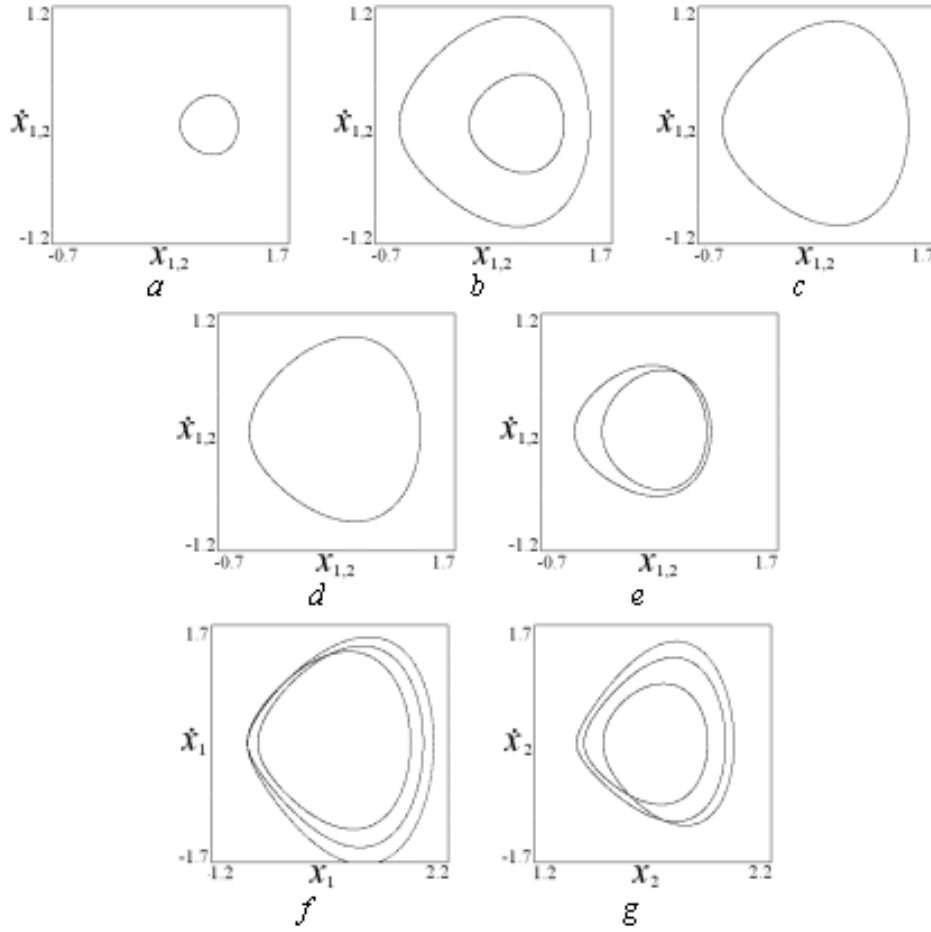 1.2 1.2 1.2
ẋ1,2 ẋ1,2 ẋ1,2
-1.2 -1.2 -1.2
-0.7 x1,2 1.7 -0.7 x1,2 1.7 -0.7 x1,2 1.7
a b c
1.2 1.2
ẋ1,2 ẋ1,2
-1.2 -1.2
-0.7 x1,2 1.7 -0.7 x1,2 1.7
d e
1.7 1.7
ẋ1 ẋ2
-1.7 -1.7
-1.2 x1 2.2 1.2 x2 2.2
f g